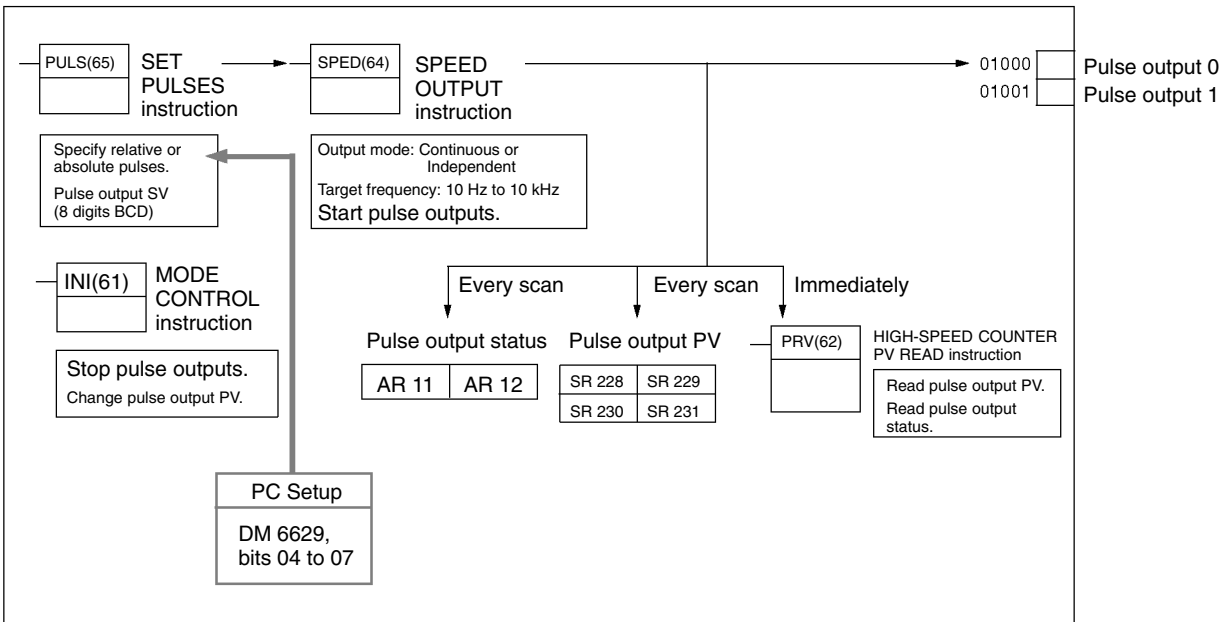 PULS(65)
SET
PULSES
instruction
SPED(64)
SPEED
OUTPUT
instruction
01000
Pulse output 0
01001
Pulse output 1
Specify relative or
absolute pulses.
Pulse output SV
(8 digits BCD)
Output mode: Continuous or
Independent
Target frequency: 10 Hz to 10 kHz
Start pulse outputs.
INI(61)
MODE
CONTROL
instruction
Stop pulse outputs.
Change pulse output PV.
Every scan
Every scan
Immediately
Pulse output status
AR 11
AR 12
Pulse output PV
SR 228
SR 229
SR 230
SR 231
PRV(62)
HIGH-SPEED COUNTER
PV READ instruction
Read pulse output PV.
Read pulse output
status.
PC Setup
DM 6629,
bits 04 to 07